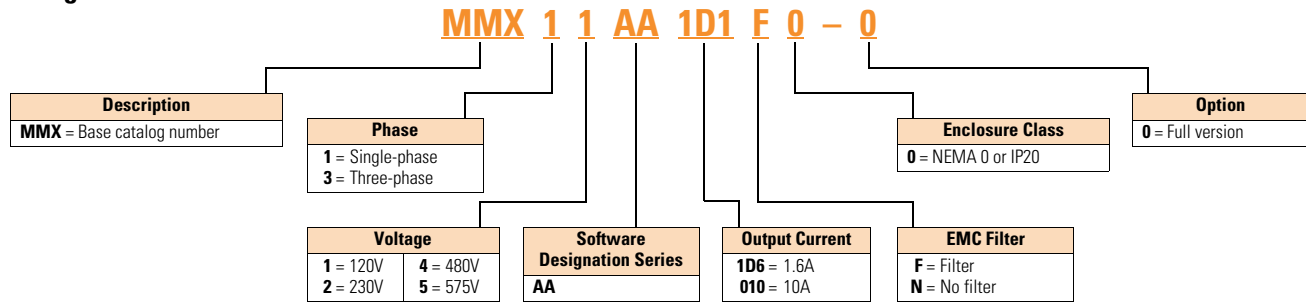 MMX 1 1 AA 1D1 F 0 – 0
Description
MMX = Base catalog number
Phase
1 = Single-phase
3 = Three-phase
Enclosure Class
0 = NEMA 0 or IP20
Option
0 = Full version
Voltage
1 = 120V 4 = 480V
2 = 230V 5 = 575V
Software
Designation Series
AA
Output Current
1D6 = 1.6A
010 = 10A
EMC Filter
F = Filter
N = No filter